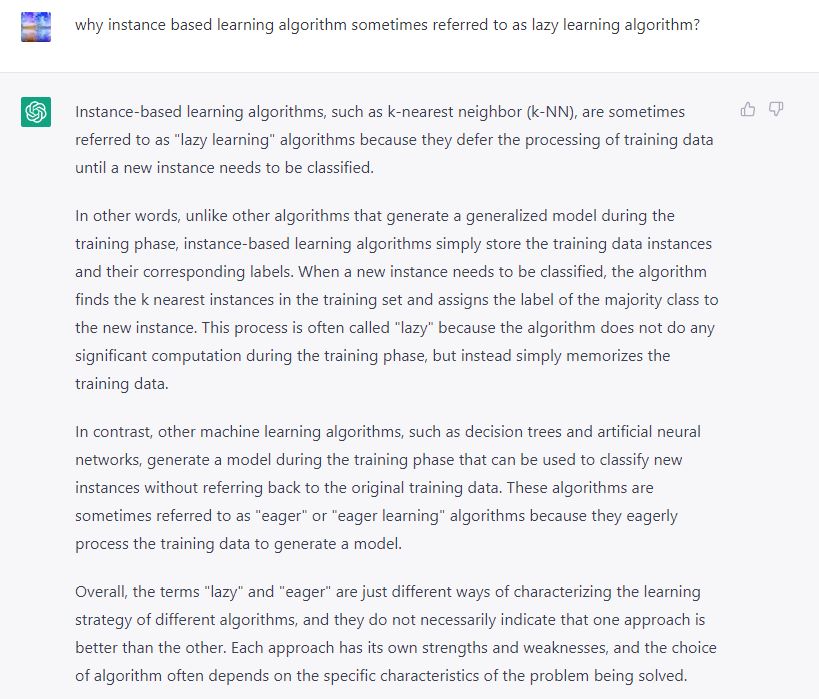 why instance based learning algorithm sometimes referred to as lazy learning algorithm?
Instance-based learning algorithms, such as k-nearest neighbor (k-NN), are sometimes
referred to as "lazy learning" algorithms because they defer the processing of training data
until a new instance needs to be classified.
In other words, unlike other algorithms that generate a generalized model during the
training phase, instance-based learning algorithms simply store the training data instances
and their corresponding labels. When a new instance needs to be classified, the algorithm
finds the k nearest instances in the training set and assigns the label of the majority class to
the new instance. This process is often called "lazy" because the algorithm does not do any
significant computation during the training phase, but instead simply memorizes the
training data.
In contrast, other machine learning algorithms, such as decision trees and artificial neural
networks, generate a model during the training phase that can be used to classify new
instances without referring back to the original training data. These algorithms are
sometimes referred to as "eager" or "eager learning" algorithms because they eagerly
process the training data to generate a model.
Overall, the terms "lazy" and "eager" are just different ways of characterizing the learning
strategy of different algorithms, and they do not necessarily indicate that one approach is
better than the other. Each approach has its own strengths and weaknesses, and the choice
of algorithm often depends on the specific characteristics of the problem being solved.